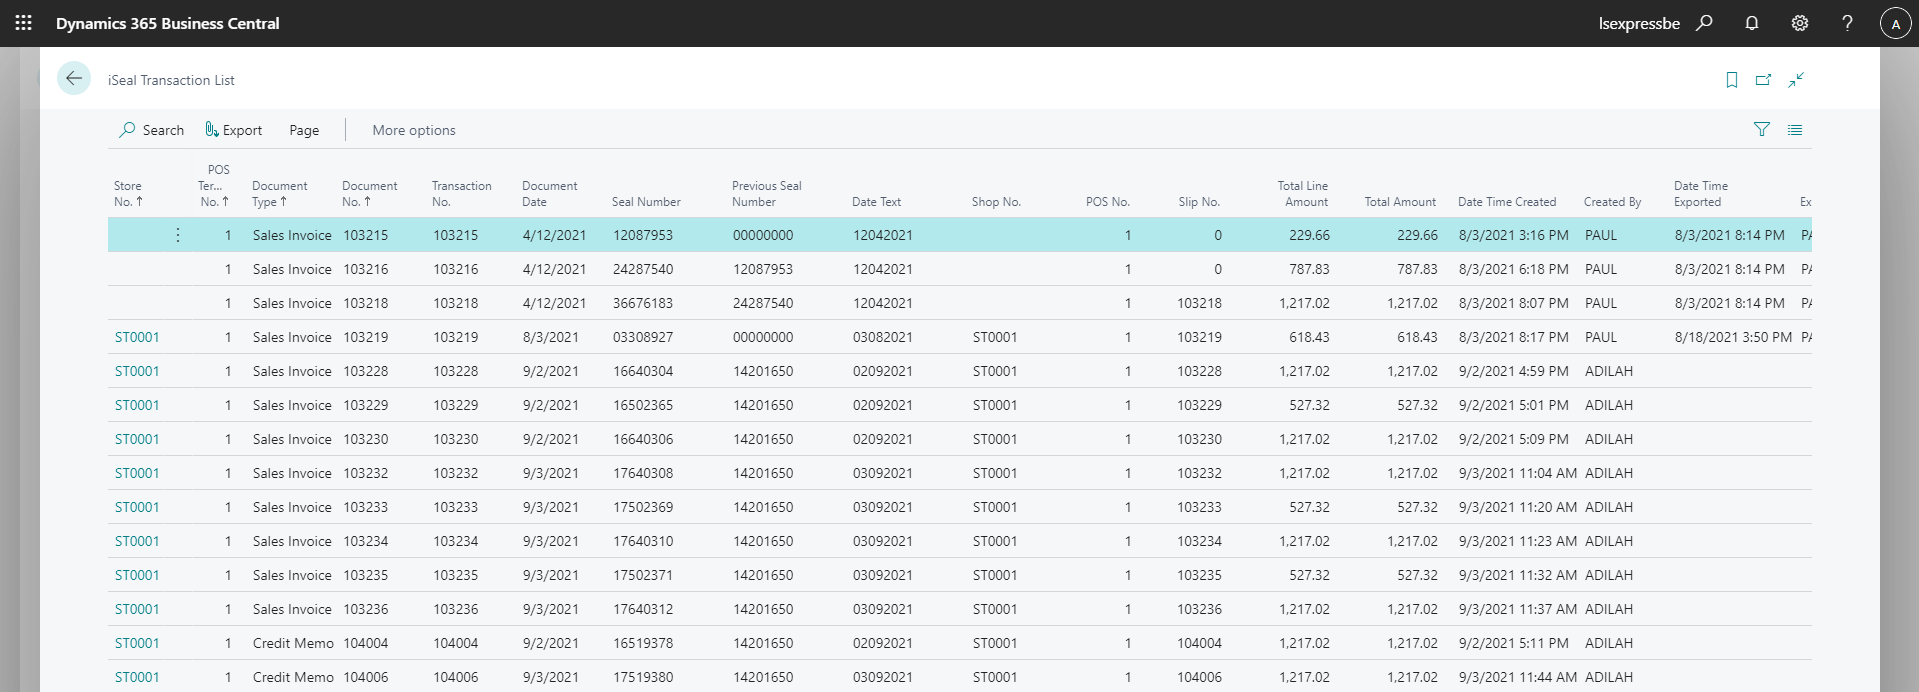 Dynamics 365 Business Central lsexpressbe ? A
iSeal Transaction List
Search Export Page More options
Store No. ↑ POS Ter... No. ↑ Document Type ↑ Document No. ↑ Transaction No. Document Date Seal Number Previous Seal Number Date Text Shop No. POS No. Slip No. Total Line Amount Total Amount Date Time Created Created By Date Time Exported Ex
1 Sales Invoice 103215 103215 4/12/2021 12087953 00000000 12042021 1 0 229.66 229.66 8/3/2021 3:16 PM PAUL 8/3/2021 8:14 PM PA
1 Sales Invoice 103216 103216 4/12/2021 24287540 12087953 12042021 1 0 787.83 787.83 8/3/2021 6:18 PM PAUL 8/3/2021 8:14 PM PA
1 Sales Invoice 103218 103218 4/12/2021 36676183 24287540 12042021 1 103218 1,217.02 1,217.02 8/3/2021 8:07 PM PAUL 8/3/2021 8:14 PM PA
ST0001 1 Sales Invoice 103219 103219 8/3/2021 03308927 00000000 03082021 ST0001 1 103219 618.43 618.43 8/3/2021 8:17 PM PAUL 8/18/2021 3:50 PM PA
ST0001 1 Sales Invoice 103228 103228 9/2/2021 16640304 14201650 02092021 ST0001 1 103228 1,217.02 1,217.02 9/2/2021 4:59 PM ADILAH
ST0001 1 Sales Invoice 103229 103229 9/2/2021 16502365 14201650 02092021 ST0001 1 103229 527.32 527.32 9/2/2021 5:01 PM ADILAH
ST0001 1 Sales Invoice 103230 103230 9/2/2021 16640306 14201650 02092021 ST0001 1 103230 1,217.02 1,217.02 9/2/2021 5:09 PM ADILAH
ST0001 1 Sales Invoice 103232 103232 9/3/2021 17640308 14201650 03092021 ST0001 1 103232 1,217.02 1,217.02 9/3/2021 11:04 AM ADILAH
ST0001 1 Sales Invoice 103233 103233 9/3/2021 17502369 14201650 03092021 ST0001 1 103233 527.32 527.32 9/3/2021 11:20 AM ADILAH
ST0001 1 Sales Invoice 103234 103234 9/3/2021 17640310 14201650 03092021 ST0001 1 103234 1,217.02 1,217.02 9/3/2021 11:23 AM ADILAH
ST0001 1 Sales Invoice 103235 103235 9/3/2021 17502371 14201650 03092021 ST0001 1 103235 527.32 527.32 9/3/2021 11:32 AM ADILAH
ST0001 1 Sales Invoice 103236 103236 9/3/2021 17640312 14201650 03092021 ST0001 1 103236 1,217.02 1,217.02 9/3/2021 11:37 AM ADILAH
ST0001 1 Credit Memo 104004 104004 9/2/2021 16519378 14201650 02092021 ST0001 1 104004 1,217.02 1,217.02 9/2/2021 5:11 PM ADILAH
ST0001 1 Credit Memo 104006 104006 9/3/2021 17519380 14201650 03092021 ST0001 1 104006 1,217.02 1,217.02 9/3/2021 11:44 AM ADILAH